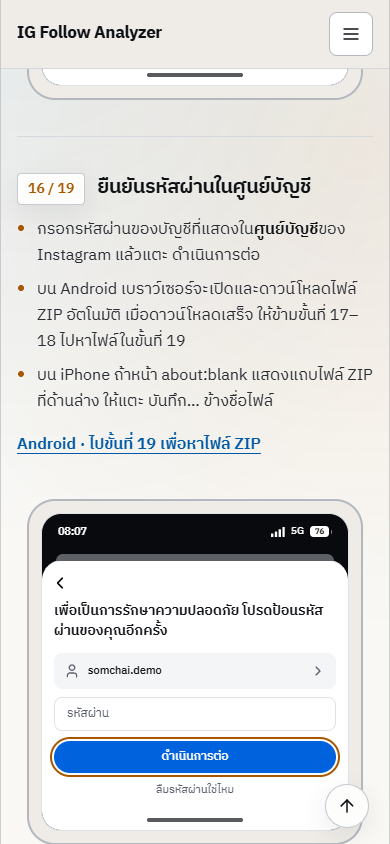 IG Follow Analyzer
16 / 19
ยืนยันรหัสผ่านในศูนย์บัญชี
กรอกรหัสผ่านของบัญชีที่แสดงในศูนย์บัญชีของ
Instagram แล้วแตะ ดำเนินการต่อ
บน Android เบราว์เซอร์จะเปิดและดาวน์โหลดไฟล์
ZIP อัตโนมัติ เมื่อดาวน์โหลดเสร็จ ให้ข้ามขั้นที่ 17–
18 ไปหาไฟล์ในขั้นที่ 19
บน iPhone ถ้าหน้า about:blank แสดงแถบไฟล์ ZIP
ที่ด้านล่าง ให้แตะ บันทึก... ข้างชื่อไฟล์
Android · ไปขั้นที่ 19 เพื่อหาไฟล์ ZIP
08:07
5G 76
เพื่อเป็นการรักษาความปลอดภัย โปรดป้อนรหัส
ผ่านของคุณอีกครั้ง
somchai.demo
รหัสผ่าน
ดำเนินการต่อ
ลืมรหัสผ่านใช่ไหม